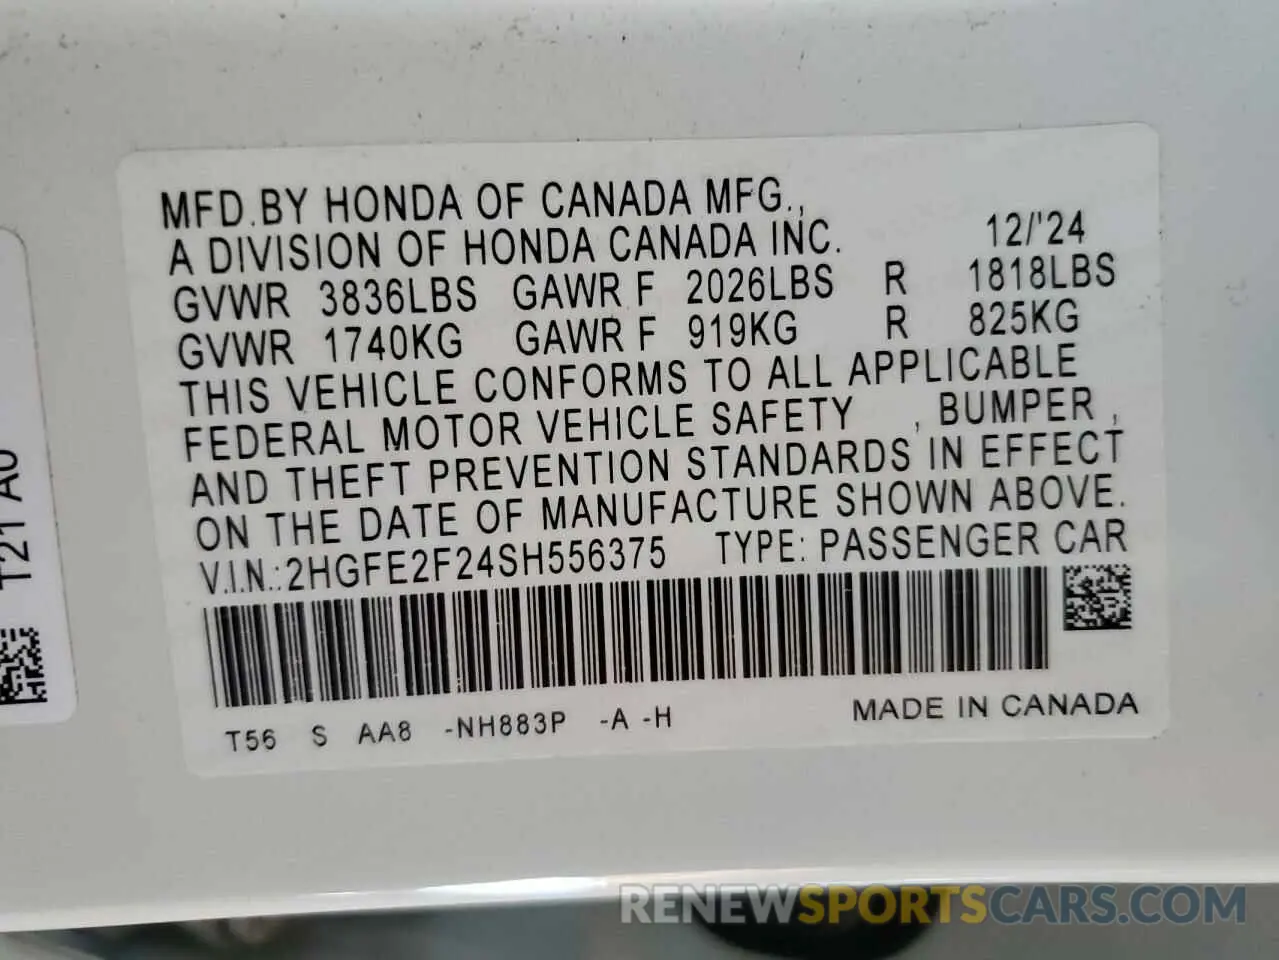 MFD.BY HONDA OF CANADA MFG.,
A DIVISION OF HONDA CANADA INC. 12/'24
GVWR 3836LBS GAWR F 2026LBS R 1818LBS
GVWR 1740KG GAWR F 919KG R 825KG
THIS VEHICLE CONFORMS TO ALL APPLICABLE
FEDERAL MOTOR VEHICLE SAFETY , BUMPER ,
AND THEFT PREVENTION STANDARDS IN EFFECT
ON THE DATE OF MANUFACTURE SHOWN ABOVE.
V.I.N.:2HGFE2F24SH556375 TYPE: PASSENGER CAR
T56 S AA8 -NH883P -A -H MADE IN CANADA
T21 A0
RENEWSPORTSCARS.COM